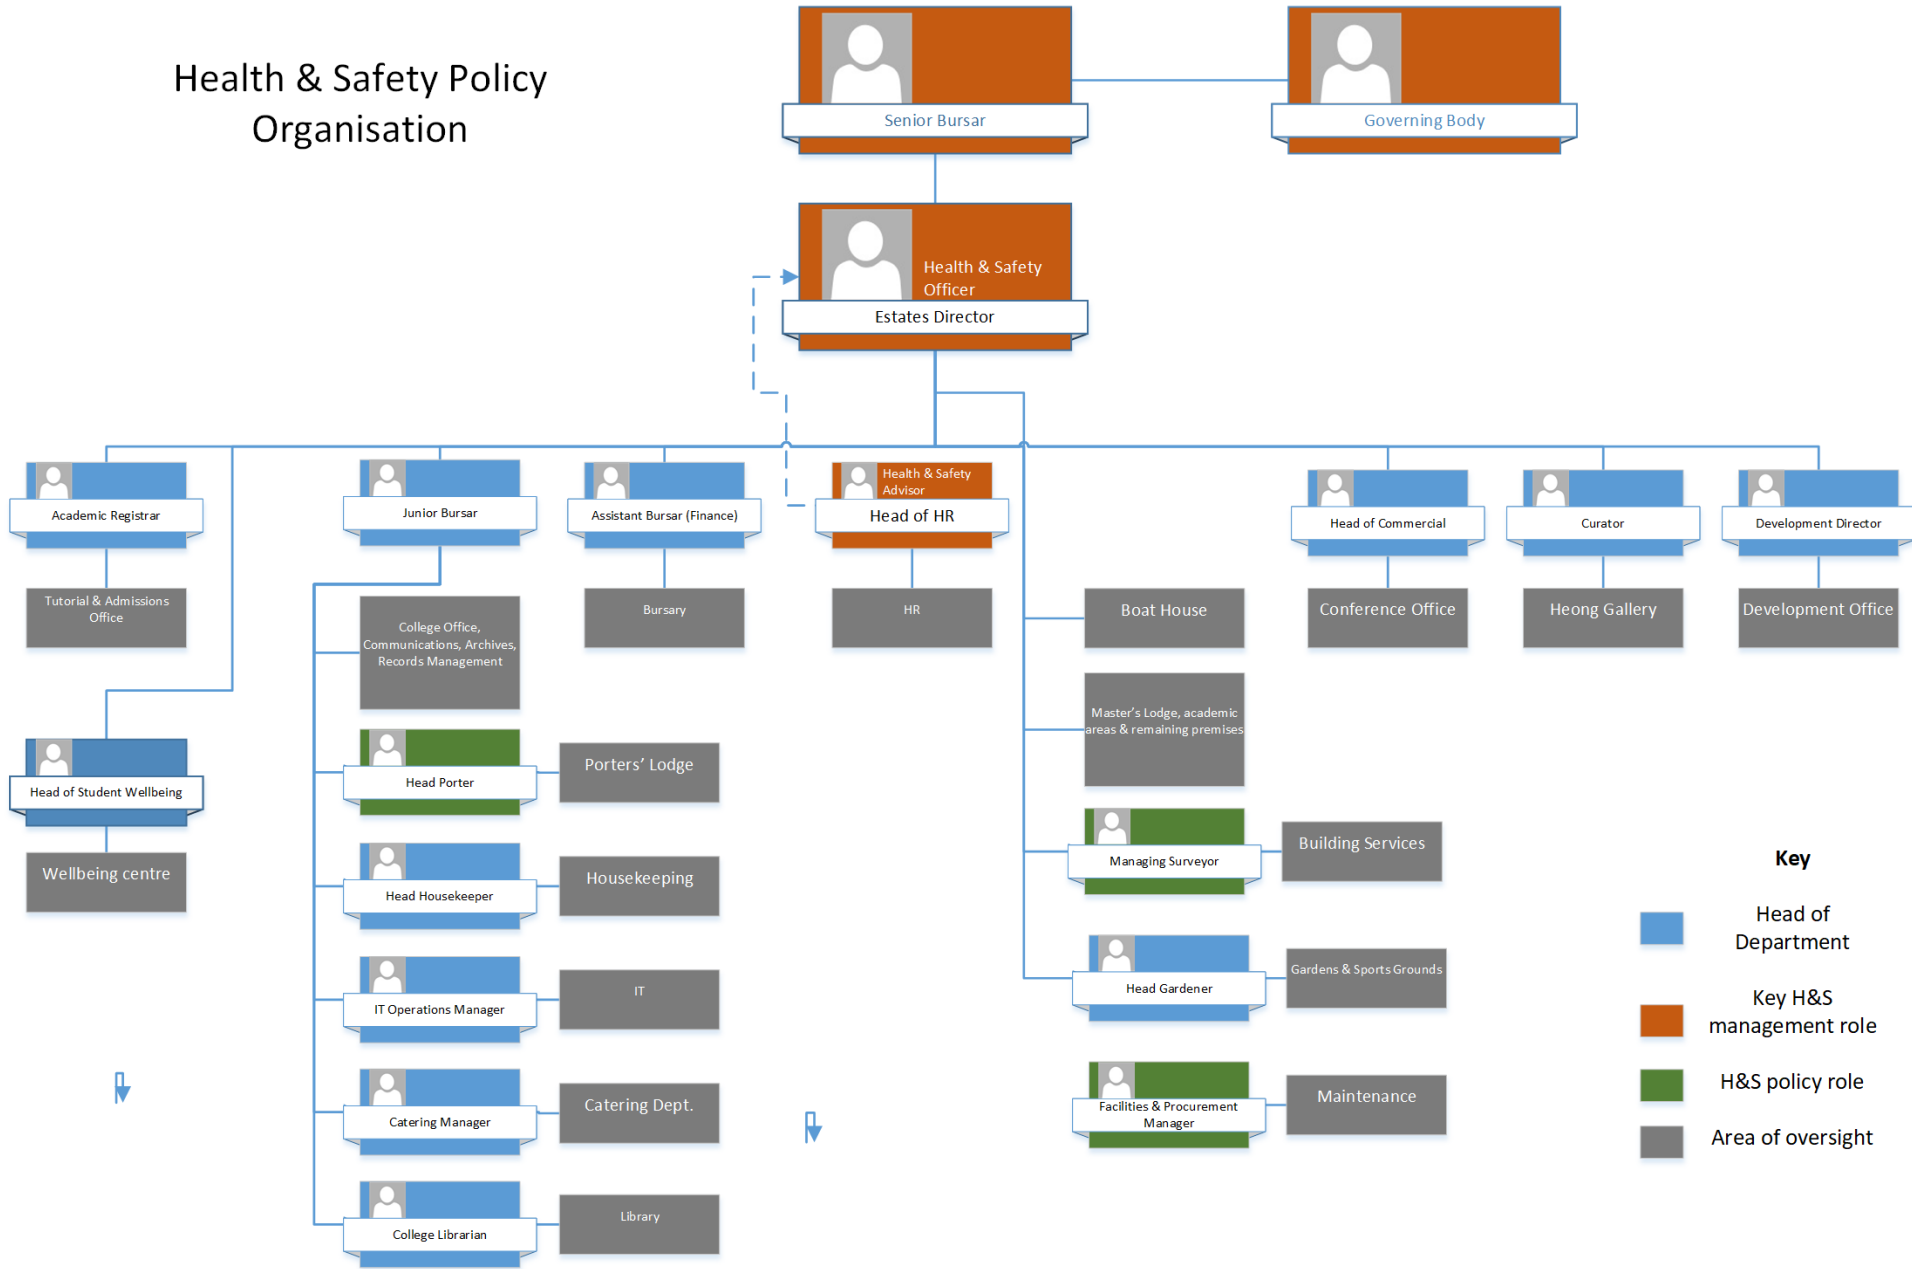 Health & Safety Policy
Organisation
Senior Bursar
Governing Body
Health & Safety
Officer
Estates Director
Academic Registrar
Junior Bursar
Assistant Bursar (Finance)
Health & Safety
Advisor
Head of HR
Head of Commercial
Curator
Development Director
Tutorial & Admissions
Office
College Office,
Communications, Archives,
Records Management
Bursary
HR
Boat House
Conference Office
Heong Gallery
Development Office
Master's Lodge, academic
areas & remaining premises
Head of Student Wellbeing
Wellbeing centre
Head Porter
Porters' Lodge
Managing Surveyor
Building Services
Head Housekeeper
Housekeeping
Head Gardener
Gardens & Sports Grounds
IT Operations Manager
IT
Catering Manager
Catering Dept.
Facilities & Procurement
Manager
Maintenance
College Librarian
Library
Key
Head of
Department
Key H&S
management role
H&S policy role
Area of oversight